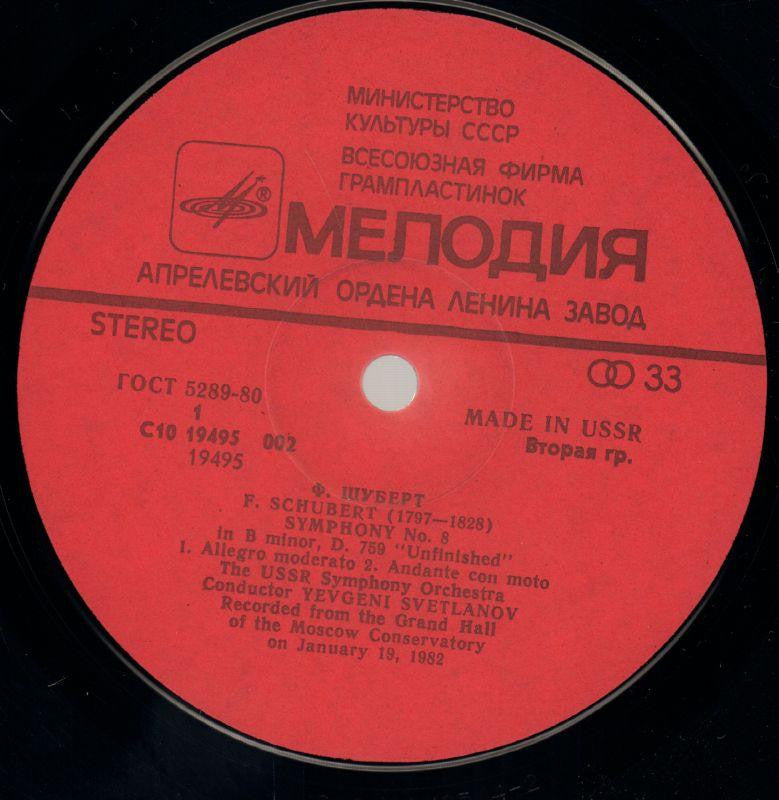 МИНИСТЕРСТВО
КУЛЬТУРЫ СССР
ВСЕСОЮЗНАЯ ФИРМА
ГРАМПЛАСТИНОК
®
МЕЛОДИЯ
АПРЕЛЕВСКИЙ ОРДЕНА ЛЕНИНА ЗАВОД
STEREO
33
ГОСТ 5289-80
1
С10 19495 002
19495
MADE IN USSR
Вторая гр.
Ф. ШУБЕРТ
F. SCHUBERT (1797—1828)
SYMPHONY No. 8
in B minor, D. 759 "Unfinished"
1. Allegro moderato 2. Andante con moto
The USSR Symphony Orchestra
Conductor YEVGENI SVETLANOV
Recorded from the Grand Hall
of the Moscow Conservatory
on January 19, 1982